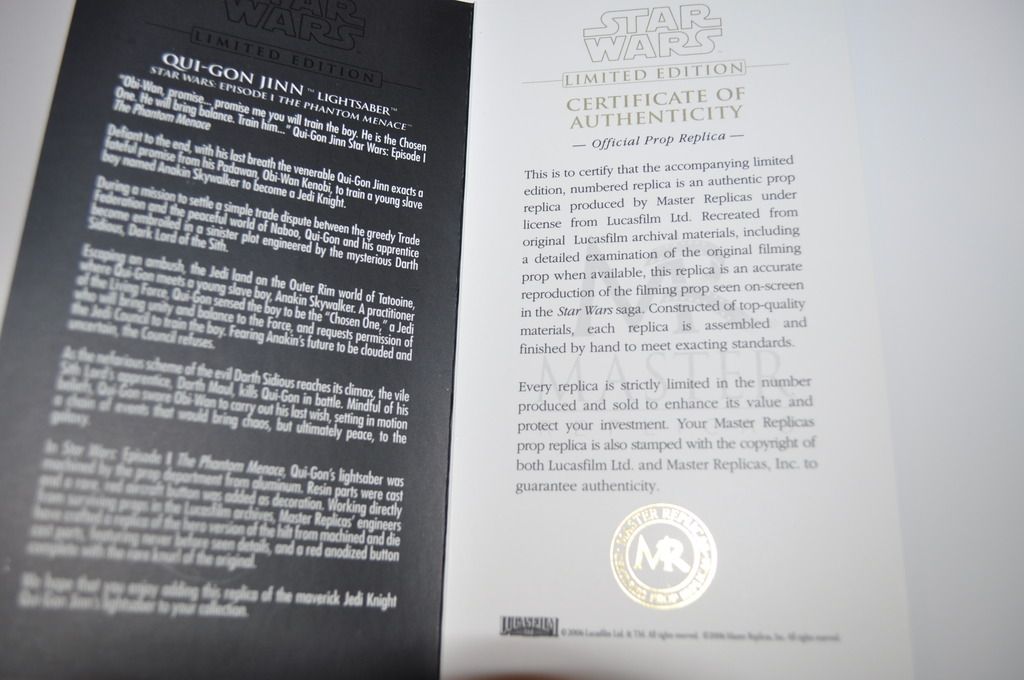 STAR
WARS
LIMITED EDITION
QUI-GON JINN™ LIGHTSABER™
STAR WARS: EPISODE I THE PHANTOM MENACE™
"Obi-Wan, promise... promise me you will train the boy. He is the Chosen
One. He will bring balance. Train him..." Qui-Gon Jinn Star Wars: Episode I
The Phantom Menace
Defiant to the end, with his last breath the venerable Qui-Gon Jinn exacts a
fateful promise from his Padawan, Obi-Wan Kenobi, to train a young slave
boy named Anakin Skywalker to become a Jedi Knight.
During a mission to settle a simple trade dispute between the greedy Trade
Federation and the peaceful world of Naboo, Qui-Gon and his apprentice
become embroiled in a sinister plot engineered by the mysterious Darth
Sidious, Dark Lord of the Sith.
Escaping an ambush, the Jedi land on the Outer Rim world of Tatooine,
where Qui-Gon meets a young slave boy, Anakin Skywalker. A practitioner
of the Living Force, Qui-Gon sensed the boy to be the "Chosen One," a Jedi
who will bring unity and balance to the Force, and requests permission of
the Jedi Council to train the boy. Fearing Anakin's future to be clouded and
uncertain, the Council refuses.
As the nefarious scheme of the evil Darth Sidious reaches its climax, the vile
Sith Lord's apprentice, Darth Maul, kills Qui-Gon in battle. Mindful of his
beliefs, Qui-Gon swore Obi-Wan to carry out his last wish, setting in motion
a chain of events that would bring chaos, but ultimately peace, to the
galaxy.
In Star Wars: Episode I The Phantom Menace, Qui-Gon's lightsaber was
machined by the prop department from aluminum. Resin parts were cast
and a rare, red aircraft button was added as decoration. Working directly
from surviving props in the Lucasfilm archives, Master Replicas' engineers
have created a replica of the hero version of the hilt from machined and die
cast parts, featuring never before seen details, and a red anodized button
complete with the rare knurl of the original.
We hope that you enjoy adding this replica of the maverick Jedi Knight
Qui-Gon Jinn's lightsaber to your collection.
STAR
WARS
LIMITED EDITION
CERTIFICATE OF
AUTHENTICITY
— Official Prop Replica —
This is to certify that the accompanying limited
edition, numbered replica is an authentic prop
replica produced by Master Replicas under
license from Lucasfilm Ltd. Recreated from
original Lucasfilm archival materials, including
a detailed examination of the original filming
prop when available, this replica is an accurate
reproduction of the filming prop seen on-screen
in the Star Wars saga. Constructed of top-quality
materials, each replica is assembled and
finished by hand to meet exacting standards.
MASTER
Every replica is strictly limited in the number
produced and sold to enhance its value and
protect your investment. Your Master Replicas
prop replica is also stamped with the copyright of
both Lucasfilm Ltd. and Master Replicas, Inc. to
guarantee authenticity.
MASTER REPLICAS
MR
LUCASFILM
©2006 Lucasfilm Ltd. & TM. All rights reserved. ©2006 Master Replicas, Inc. All rights reserved.